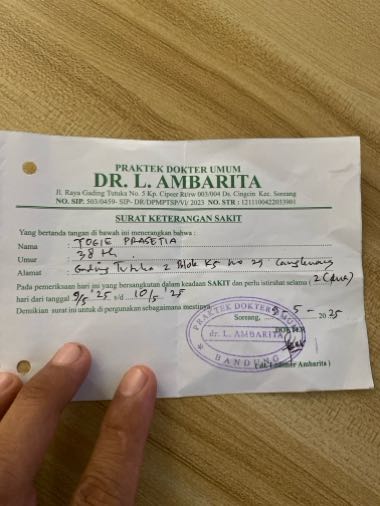 PRAKTEK DOKTER UMUM
DR. L. AMBARITA
Jl. Raya Gading Tutuka No. 5 Kp. Cipeer Rt/rw 003/004 Ds. Cingcin Kec. Soreang
NO. SIP. 503/0459- SIP- DR/DPMPTSP/VI/ 2023 NO. STR : 1211100422033901
SURAT KETERANGAN SAKIT
Yang bertanda tangan di bawah ini menerangkan bahwa :
Nama : TOGIE PRASETIA
Umur : 38 th.
Alamat : Gading Tutuka 2 Blok K5 no 29
Pada pemeriksaan hari ini yang bersangkutan dalam keadaan SAKIT dan perlu istirahat selama ( 2 (dua)
hari dari tanggal 9/5 '25 s/d 10/5 '25
Demikian surat ini untuk di pergunakan sebagaimana mestinya
Soreang, 9-5-2025
PRAKTEK DOKTER UMUM
DOKTER
dr. L. AMBARITA
BANDUNG
Ambarita )